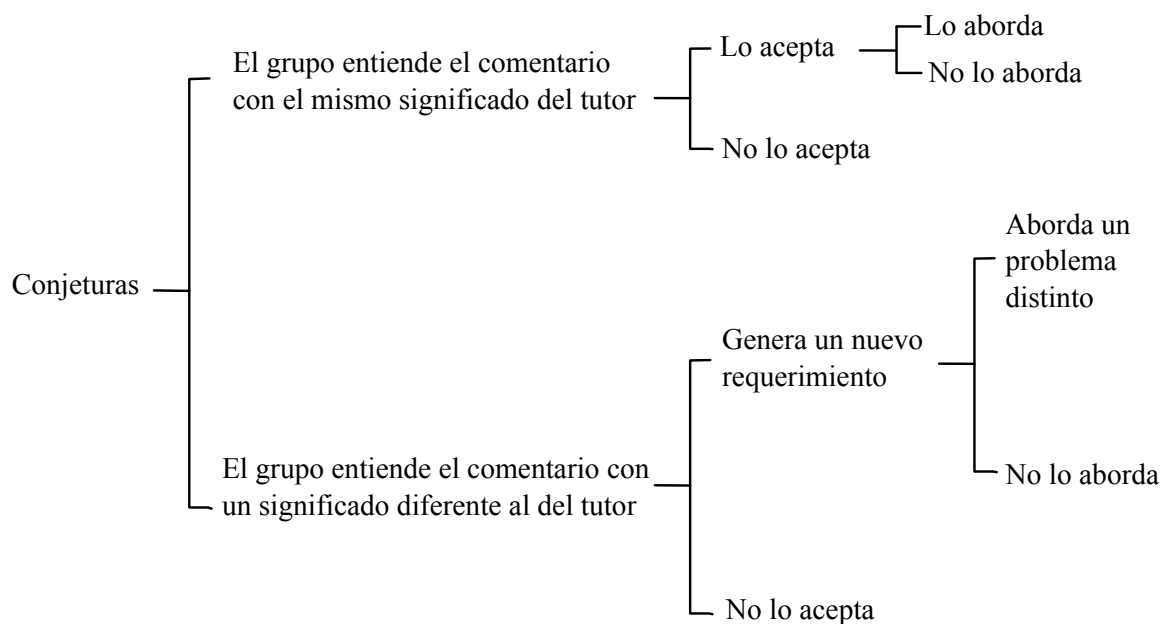 Conjeturas
El grupo entiende el comentario
con el mismo significado del tutor
Lo acepta
Lo aborda
No lo aborda
No lo acepta
El grupo entiende el comentario con
un significado diferente al del tutor
Genera un nuevo
requerimiento
Aborda un
problema
distinto
No lo aborda
No lo acepta